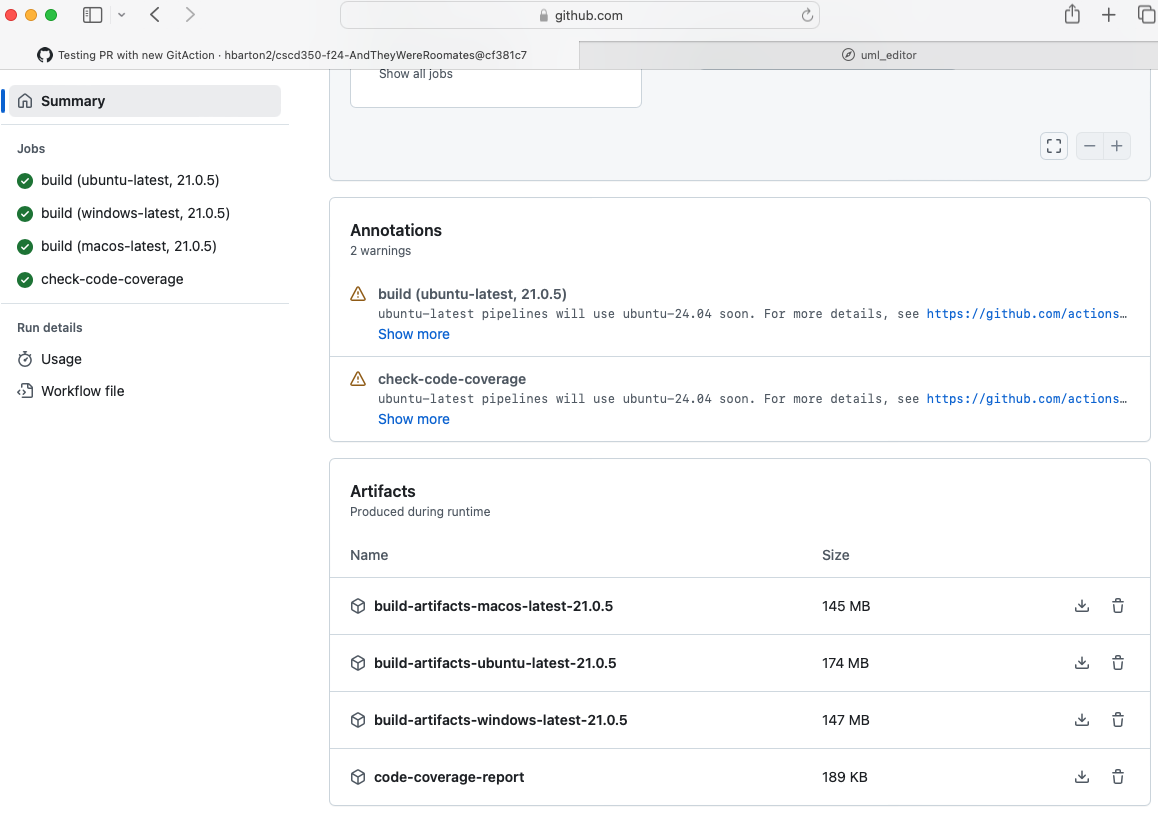 github.com
Testing PR with new GitAction · hbarton2/cscd350-f24-AndTheyWereRoomates@cf381c7
uml_editor
Summary
Jobs
build (ubuntu-latest, 21.0.5)
build (windows-latest, 21.0.5)
build (macos-latest, 21.0.5)
check-code-coverage
Run details
Usage
Workflow file
Show all jobs
Annotations
2 warnings
build (ubuntu-latest, 21.0.5)
ubuntu-latest pipelines will use ubuntu-24.04 soon. For more details, see https://github.com/actions…
Show more
check-code-coverage
ubuntu-latest pipelines will use ubuntu-24.04 soon. For more details, see https://github.com/actions…
Show more
Artifacts
Produced during runtime
Name Size
build-artifacts-macos-latest-21.0.5 145 MB
build-artifacts-ubuntu-latest-21.0.5 174 MB
build-artifacts-windows-latest-21.0.5 147 MB
code-coverage-report 189 KB